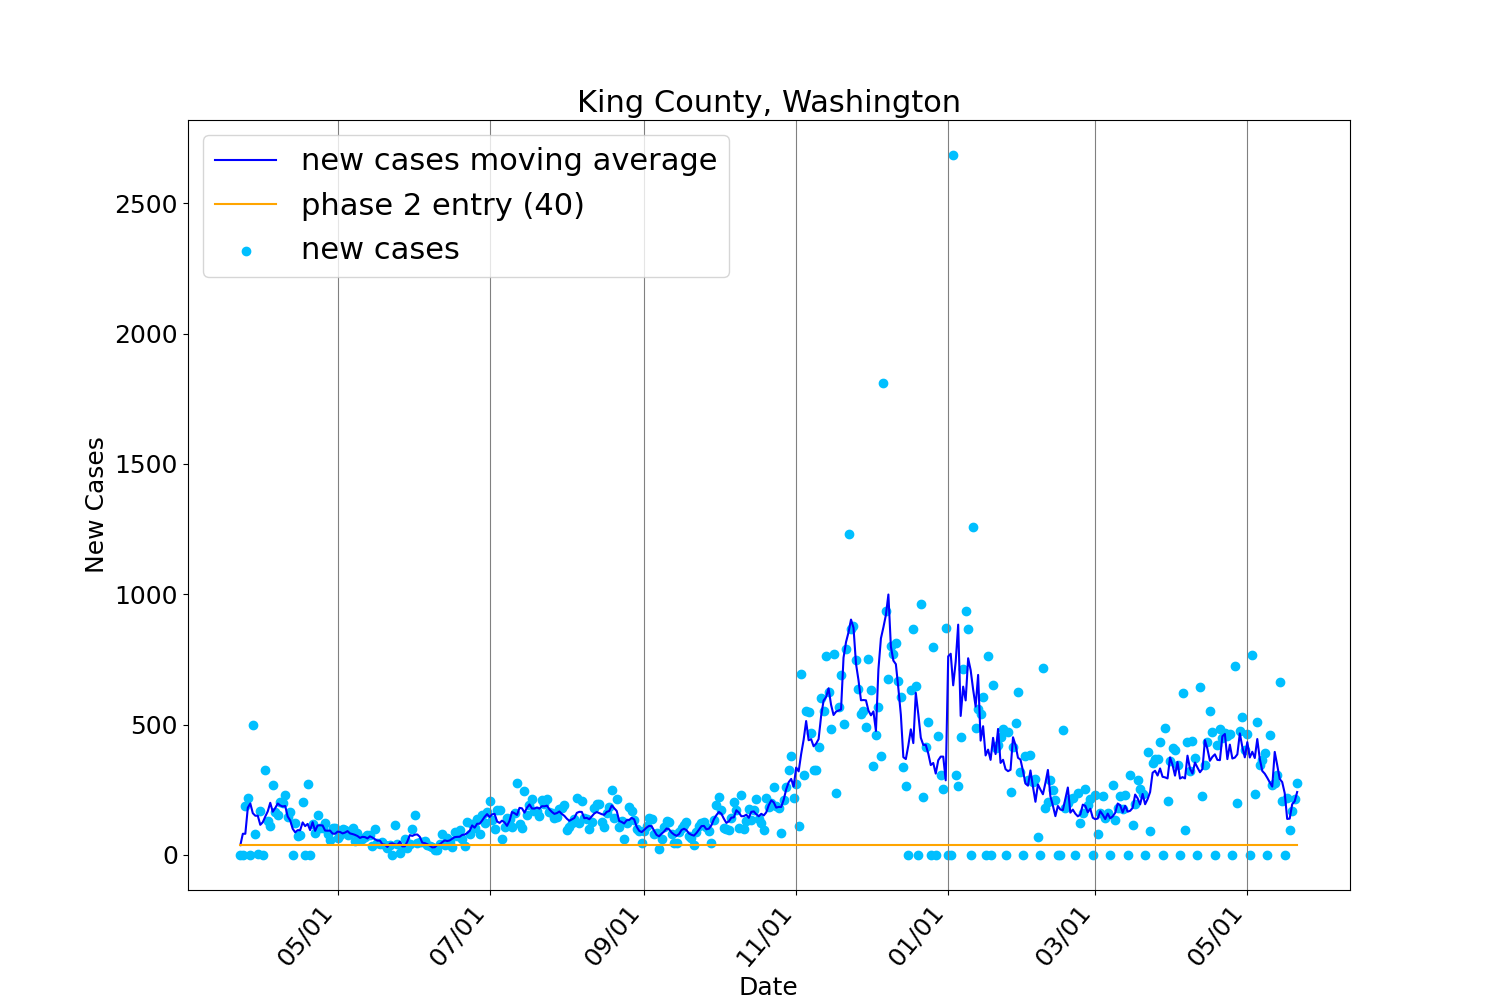 King County, Washington
new cases moving average
phase 2 entry (40)
new cases
New Cases
2500
2000
1500
1000
500
0
05/01
07/01
09/01
11/01
01/01
03/01
05/01
Date